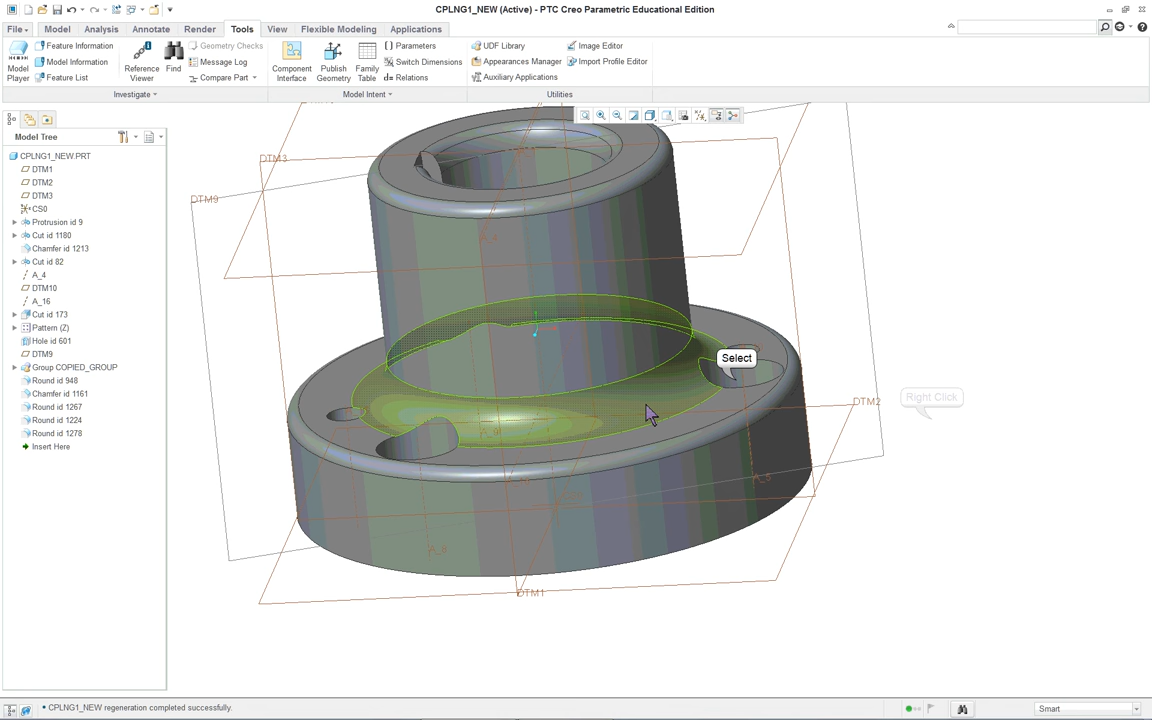 CPLNG1_NEW (Active) - PTC Creo Parametric Educational Edition
File Model Analysis Annotate Render Tools View Flexible Modeling Applications
Model Player
Feature Information
Model Information
Feature List
Reference Viewer
Find
Geometry Checks
Message Log
Compare Part
Component Interface
Publish Geometry
Family Table
Parameters
Switch Dimensions
d= Relations
UDF Library
Appearances Manager
Auxiliary Applications
Image Editor
Import Profile Editor
Investigate Model Intent Utilities
Model Tree
CPLNG1_NEW.PRT
DTM1
DTM2
DTM3
CS0
Protrusion id 9
Cut id 1180
Chamfer id 1213
Cut id 82
A_4
DTM10
A_16
Cut id 173
Pattern (Z)
Hole id 601
DTM9
Group COPIED_GROUP
Round id 948
Chamfer id 1161
Round id 1267
Round id 1224
Round id 1278
Insert Here
DTM3
DTM9
Select
Right Click
DTM2
DTM1
CPLNG1_NEW regeneration completed successfully.
Smart